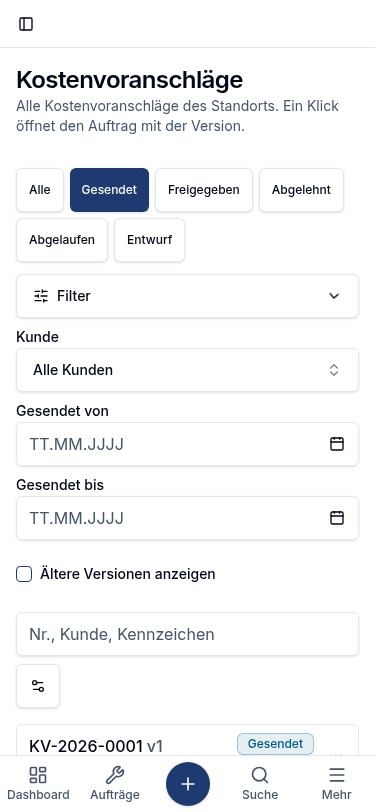 Kostenvoranschläge
Alle Kostenvoranschläge des Standorts. Ein Klick
öffnet den Auftrag mit der Version.
Alle
Gesendet
Freigegeben
Abgelehnt
Abgelaufen
Entwurf
Filter
Kunde
Alle Kunden
Gesendet von
TT.MM.JJJJ
Gesendet bis
TT.MM.JJJJ
Ältere Versionen anzeigen
Nr., Kunde, Kennzeichen
KV-2026-0001 v1
Gesendet
Dashboard
Aufträge
Suche
Mehr